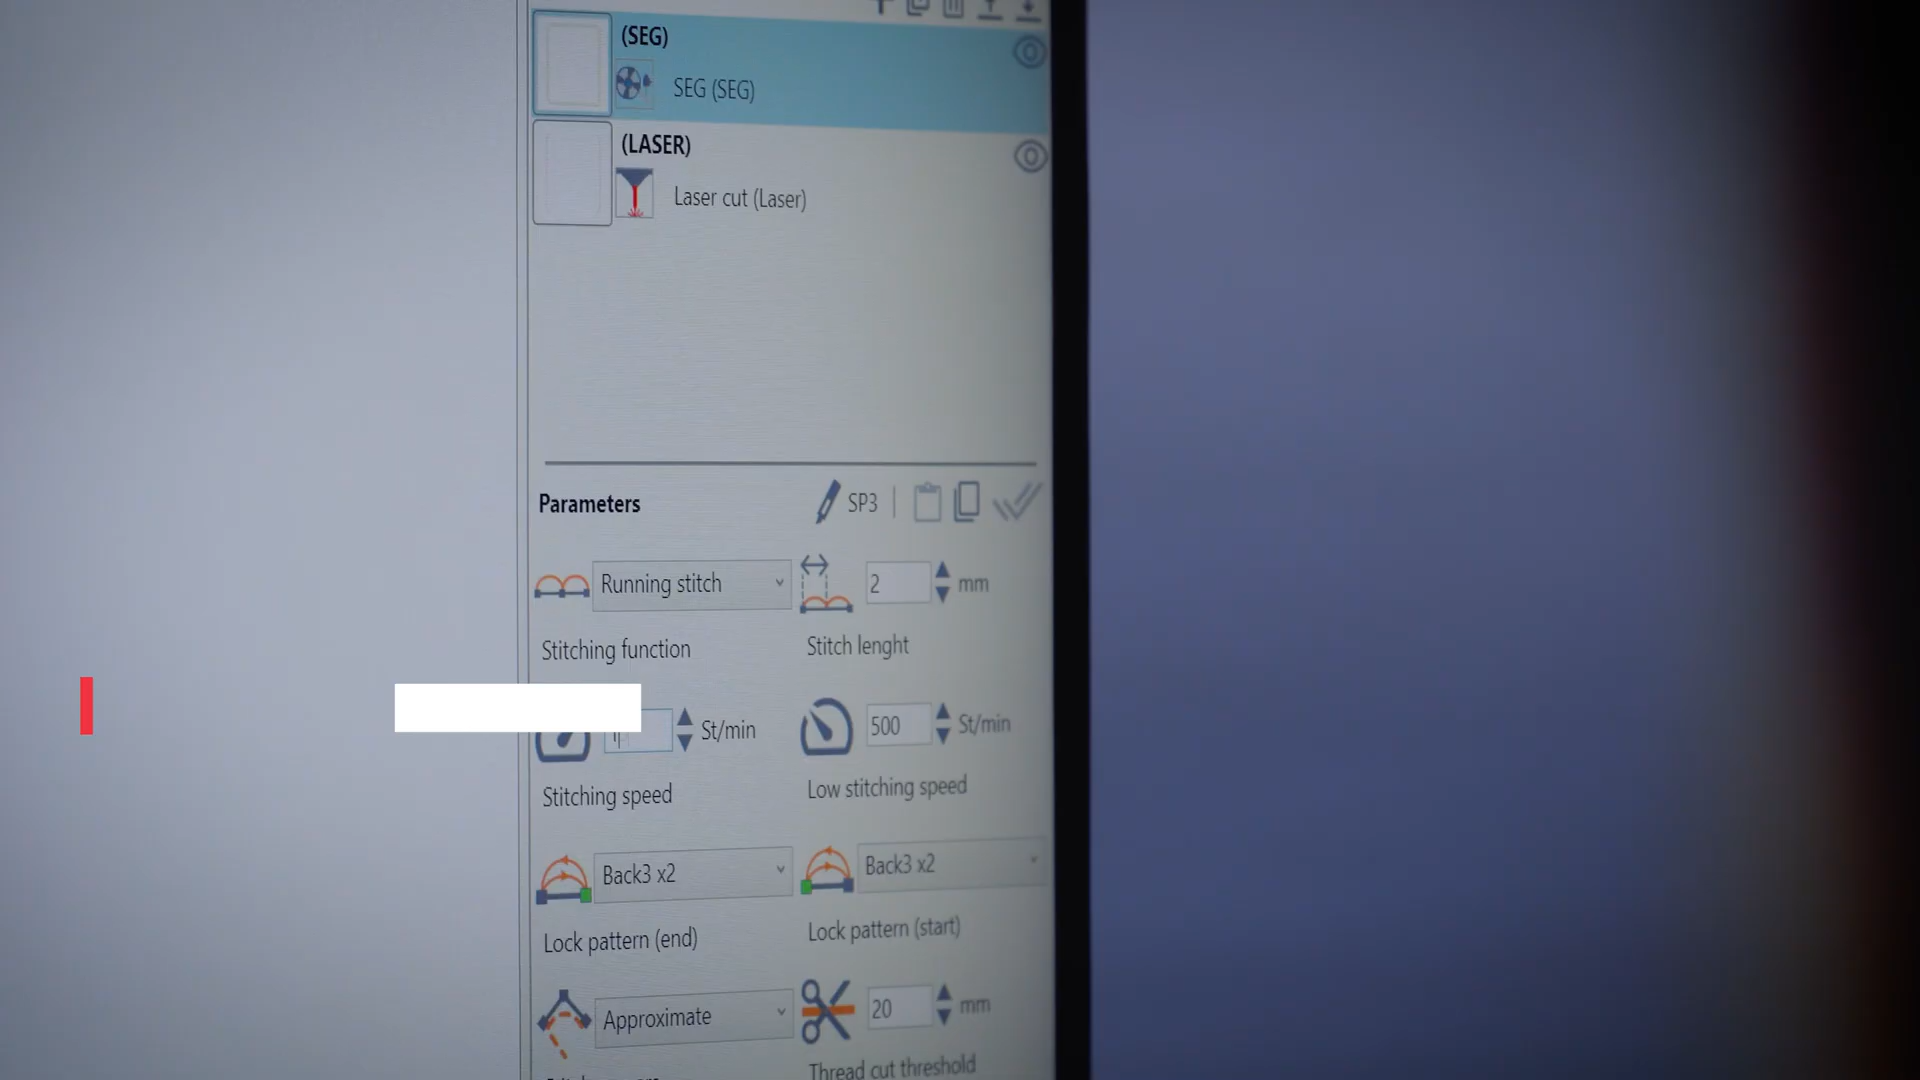 (SEG)
SEG (SEG)
(LASER)
Laser cut (Laser)
Parameters SP3
Running stitch 2 mm
Stitching function Stitch lenght
St/min 500 St/min
Stitching speed Low stitching speed
Back3 x2 Back3 x2
Lock pattern (end) Lock pattern (start)
Approximate 20 mm
Thread cut threshold